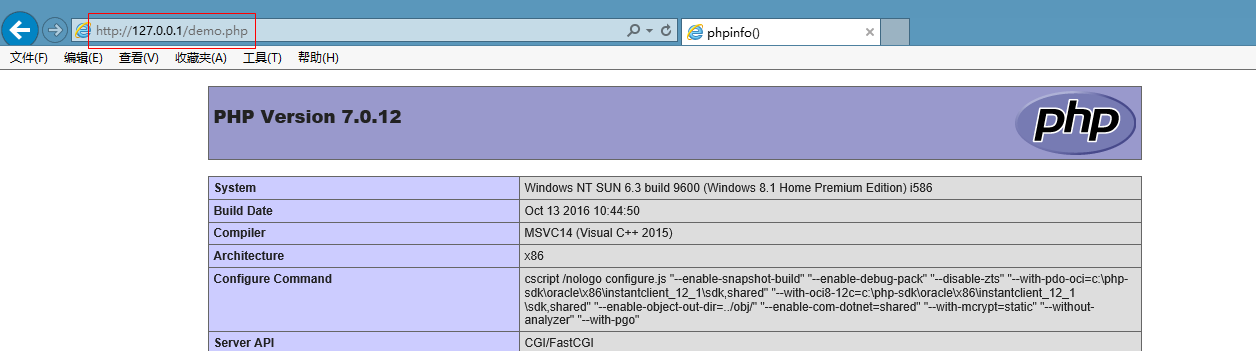 http://127.0.0.1/demo.php
phpinfo()
文件(F) 编辑(E) 查看(V) 收藏夹(A) 工具(T) 帮助(H)
PHP Version 7.0.12
php
System Windows NT SUN 6.3 build 9600 (Windows 8.1 Home Premium Edition) i586
Build Date Oct 13 2016 10:44:50
Compiler MSVC14 (Visual C++ 2015)
Architecture x86
Configure Command cscript /nologo configure.js "--enable-snapshot-build" "--enable-debug-pack" "--disable-zts" "--with-pdo-oci=c:\php-
sdk\oracle\x86\instantclient_12_1\sdk,shared" "--with-oci8-12c=c:\php-sdk\oracle\x86\instantclient_12_1
\sdk,shared" "--enable-object-out-dir=../obj/" "--enable-com-dotnet=shared" "--with-mcrypt=static" "--without-
analyzer" "--with-pgo"
Server API CGI/FastCGI